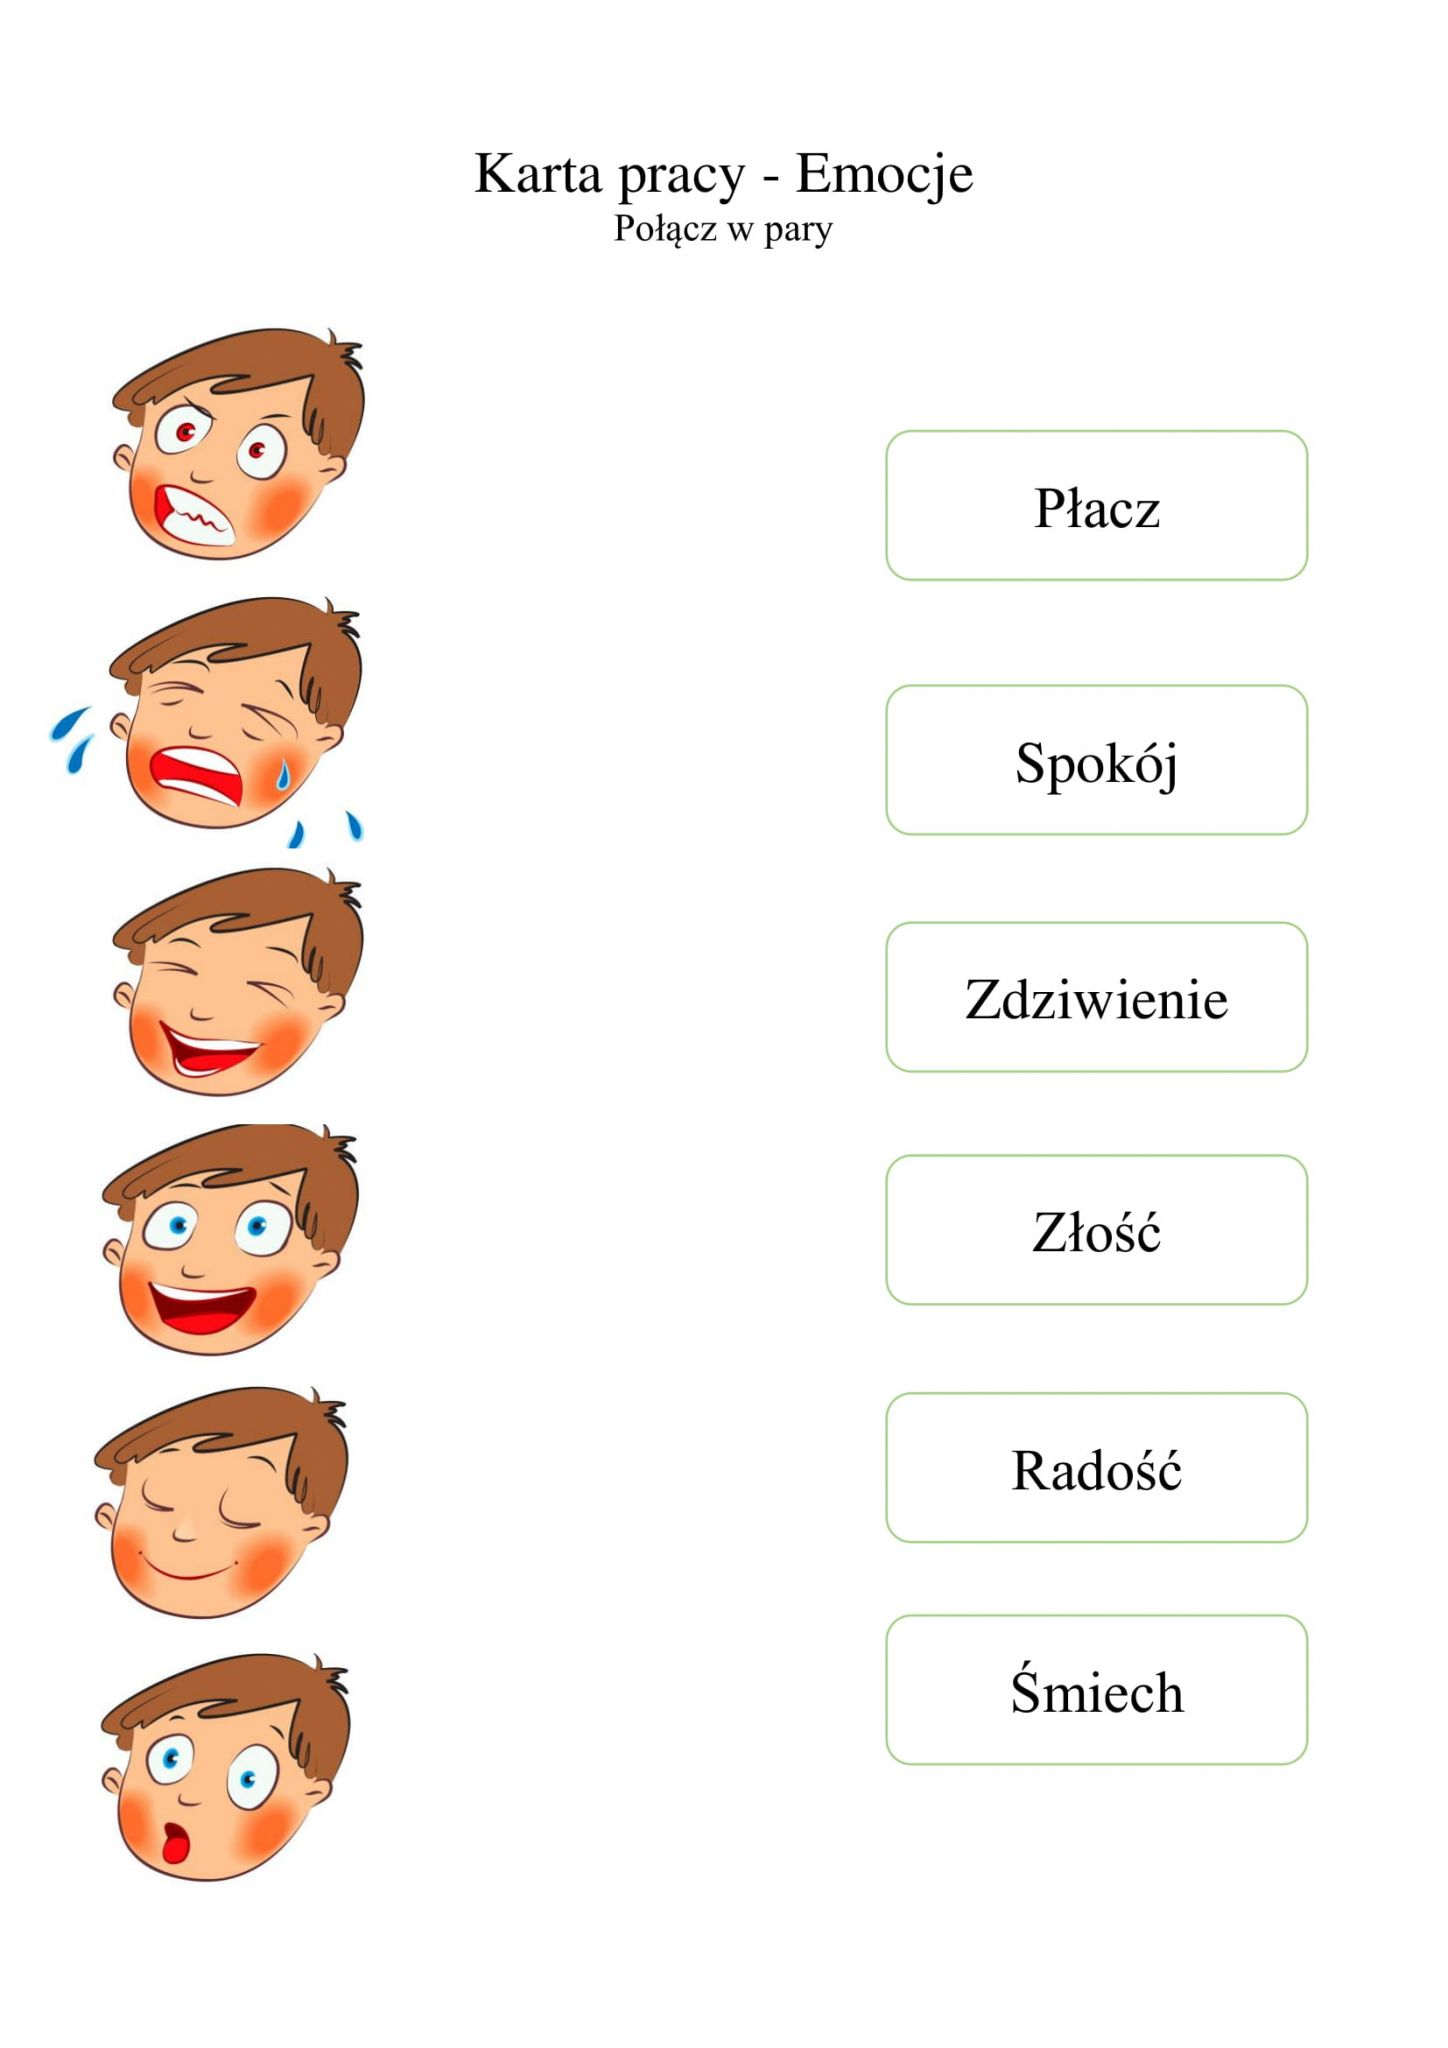 Karta pracy - Emocje
Połącz w pary
Płacz
Spokój
Zdziwienie
Złość
Radość
Śmiech